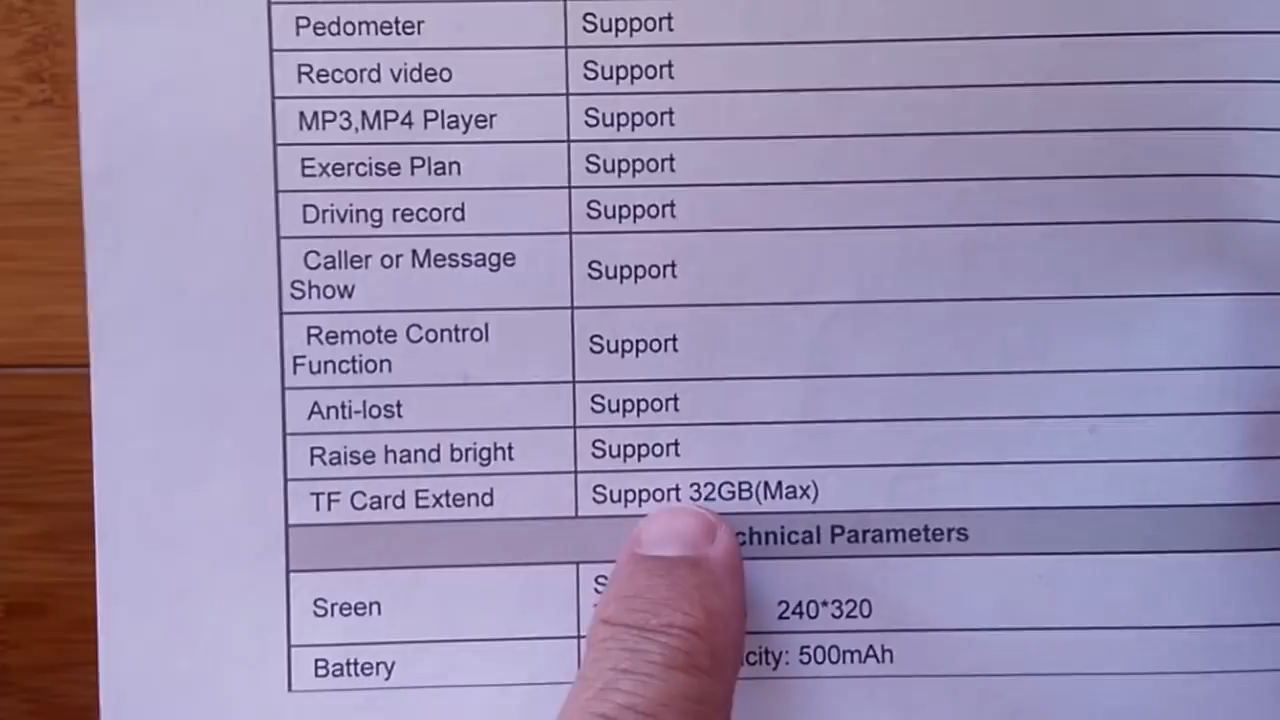 Pedometer Support
Record video Support
MP3,MP4 Player Support
Exercise Plan Support
Driving record Support
Caller or Message
Show Support
Remote Control
Function Support
Anti-lost Support
Raise hand bright Support
TF Card Extend Support 32GB(Max)
Parameters
Sreen 240*320
Battery 500mAh